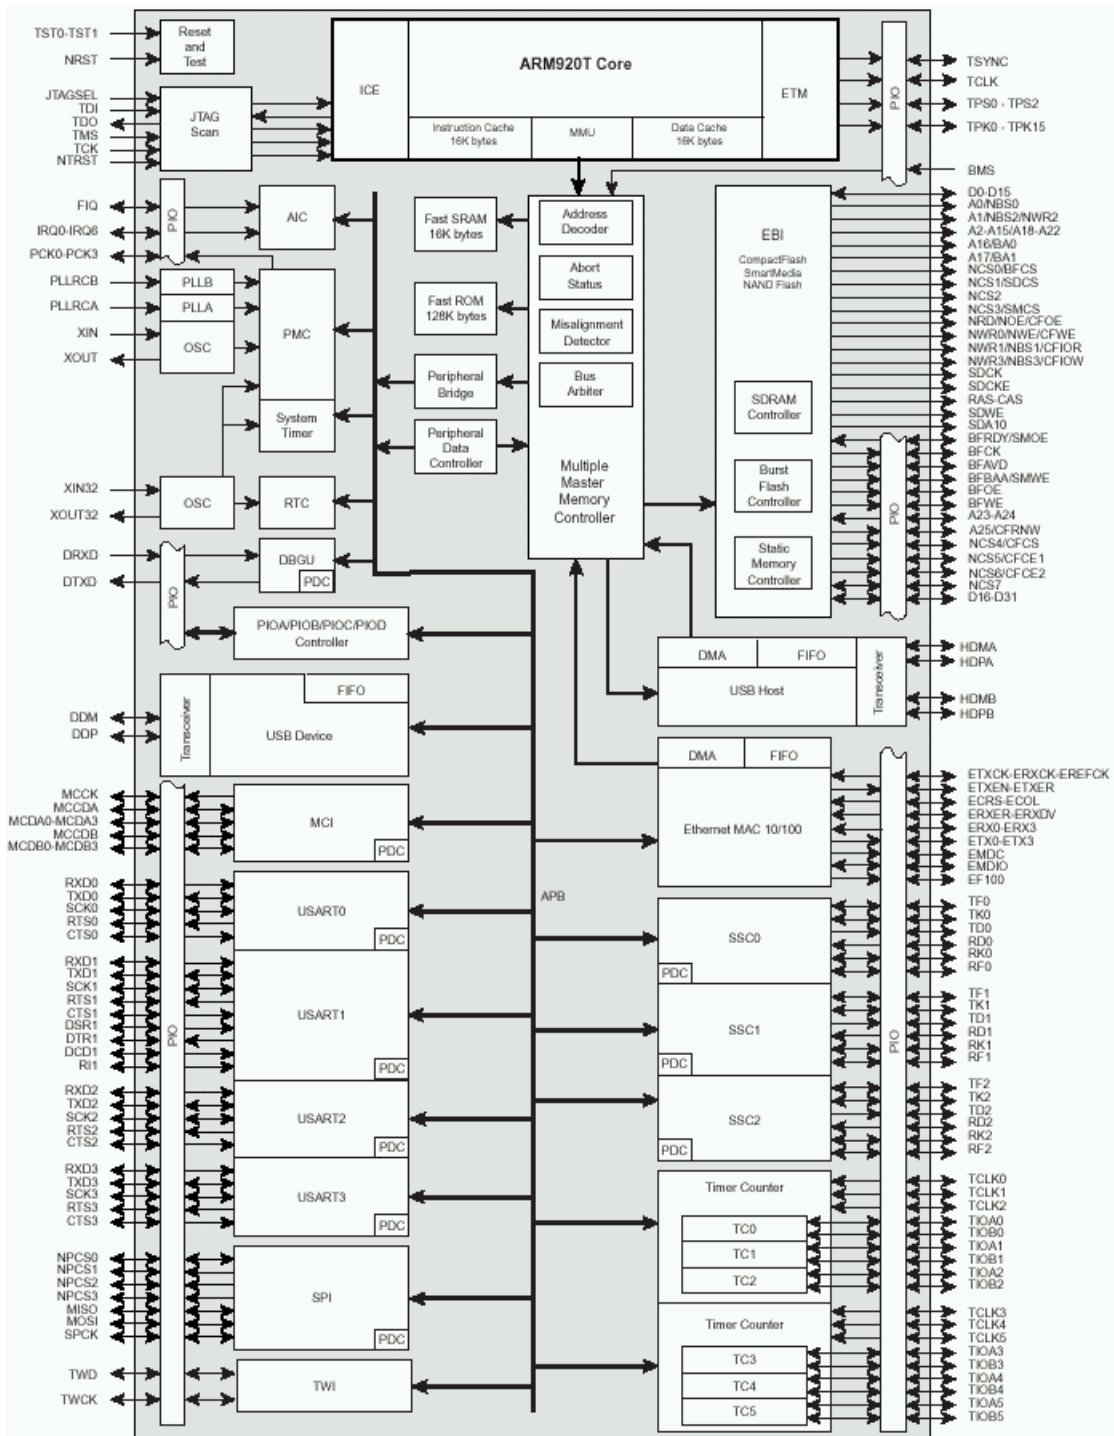 TST0-TST1
NRST
Reset
and
Test
JTAGSEL
TDI
TDO
TMS
TCK
NTRST
JTAG
Scan
ICE
ARM920T Core
Instruction Cache
16K bytes
MMU
Data Cache
16K bytes
ETM
PIO
TSYNC
TCLK
TPS0 - TPS2
TPK0 - TPK15
BMS
FIQ
IRQ0-IRQ6
PCK0-PCK3
PLLRCB
PLLRCA
XIN
XOUT
PIO
AIC
PLLB
PLLA
OSC
PMC
System
Timer
XIN32
XOUT32
OSC
RTC
DRXD
DTXD
PIO
DBGU
PDC
PIOA/PIOB/PIOC/PIOD
Controller
Fast SRAM
16K bytes
Fast ROM
128K bytes
Peripheral
Bridge
Peripheral
Data
Controller
Address
Decoder
Abort
Status
Misalignment
Detector
Bus
Arbiter
Multiple
Master
Memory
Controller
EBI
CompactFlash
SmartMedia
NAND Flash
SDRAM
Controller
Burst
Flash
Controller
Static
Memory
Controller
PIO
D0-D15
A0/NBS0
A1/NBS2/NWR2
A2-A15/A18-A22
A16/BA0
A17/BA1
NCS0/BFCS
NCS1/SDCS
NCS2
NCS3/SMCS
NRD/NOE/CFOE
NWR0/NWE/CFWE
NWR1/NBS1/CFIOR
NWR3/NBS3/CFIOW
SDCK
SDCKE
RAS-CAS
SDWE
SDA10
BFRDY/SMOE
BFCK
BFAVD
BFBAA/SMWE
BFOE
BFWE
A23-A24
A25/CFRNW
NCS4/CFCS
NCS5/CFCE1
NCS6/CFCE2
NCS7
D16-D31
DMA
FIFO
USB Host
Transceiver
HDMA
HDPA
HDMB
HDPB
DDM
DDP
Transceiver
FIFO
USB Device
DMA
FIFO
Ethernet MAC 10/100
ETXCK-ERXCK-EREFCK
ETXEN-ETXER
ECRS-ECOL
ERXER-ERXDV
ERX0-ERX3
ETX0-ETX3
EMDC
EMDIO
EF100
MCCK
MCCDA
MCDA0-MCDA3
MCCDB
MCDB0-MCDB3
MCI
PDC
RXD0
TXD0
SCK0
RTS0
CTS0
USART0
PDC
APB
RXD1
TXD1
SCK1
RTS1
CTS1
DSR1
DTR1
DCD1
RI1
PIO
USART1
PDC
RXD2
TXD2
SCK2
RTS2
CTS2
USART2
PDC
RXD3
TXD3
SCK3
RTS3
CTS3
USART3
PDC
NPCS0
NPCS1
NPCS2
NPCS3
MISO
MOSI
SPCK
SPI
PDC
TWD
TWCK
TWI
SSC0
PDC
TF0
TK0
TD0
RD0
RK0
RF0
SSC1
PDC
PIO
TF1
TK1
TD1
RD1
RK1
RF1
SSC2
PDC
TF2
TK2
TD2
RD2
RK2
RF2
Timer Counter
TC0
TC1
TC2
TCLK0
TCLK1
TCLK2
TIOA0
TIOB0
TIOA1
TIOB1
TIOA2
TIOB2
Timer Counter
TC3
TC4
TC5
TCLK3
TCLK4
TCLK5
TIOA3
TIOB3
TIOA4
TIOB4
TIOA5
TIOB5